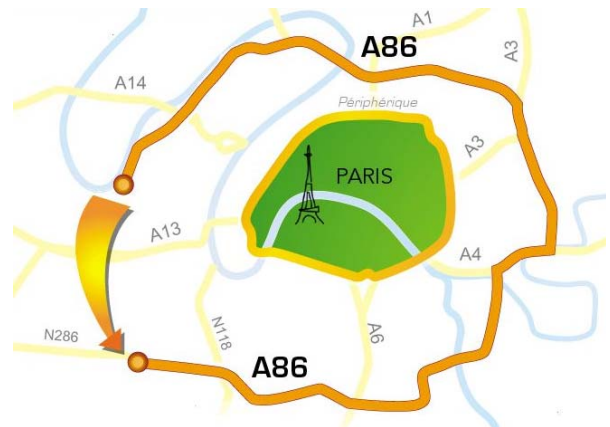 A1
A86
A3
A14
Périphérique
A3
PARIS
A13
A4
N286
N118
A6
A86